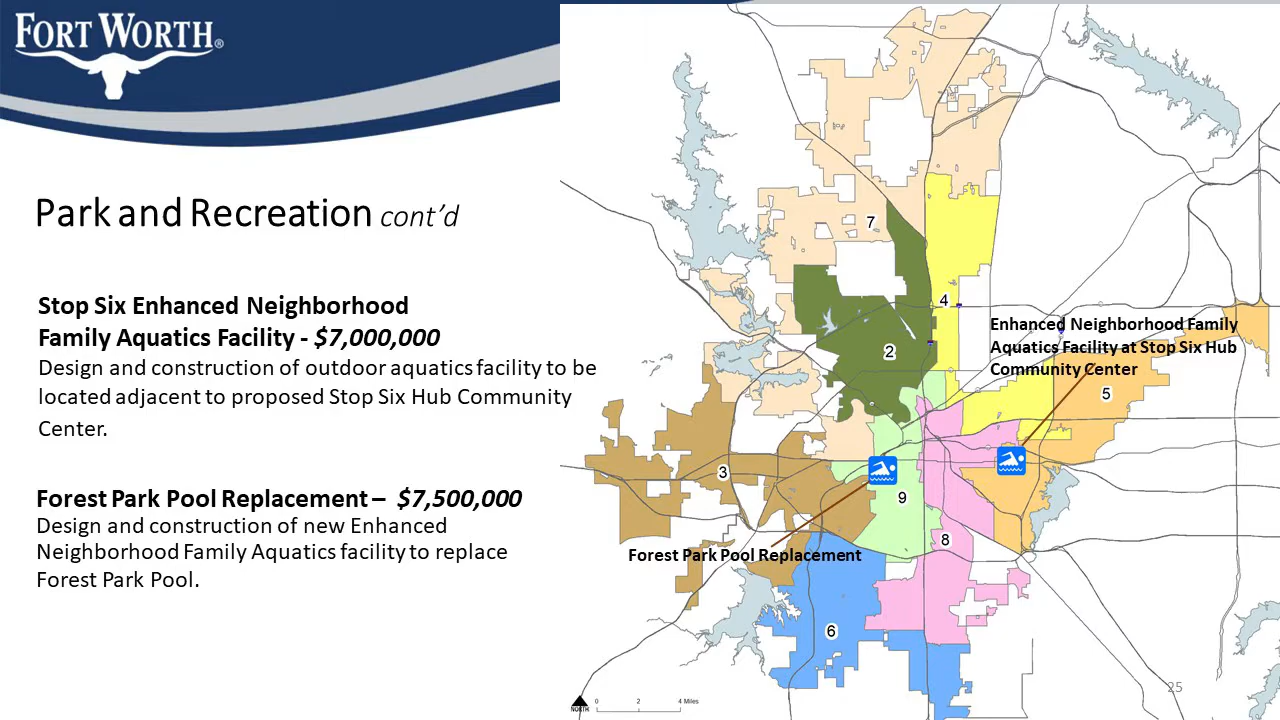 FORT WORTH®
Park and Recreation cont’d
Stop Six Enhanced Neighborhood
Family Aquatics Facility - $7,000,000
Design and construction of outdoor aquatics facility to be
located adjacent to proposed Stop Six Hub Community
Center.
Forest Park Pool Replacement – $7,500,000
Design and construction of new Enhanced
Neighborhood Family Aquatics facility to replace
Forest Park Pool.
7
4
Enhanced Neighborhood Family
Aquatics Facility at Stop Six Hub
Community Center
2
5
3
9
8
Forest Park Pool Replacement
6
25
NORTH
0 2 4 Miles